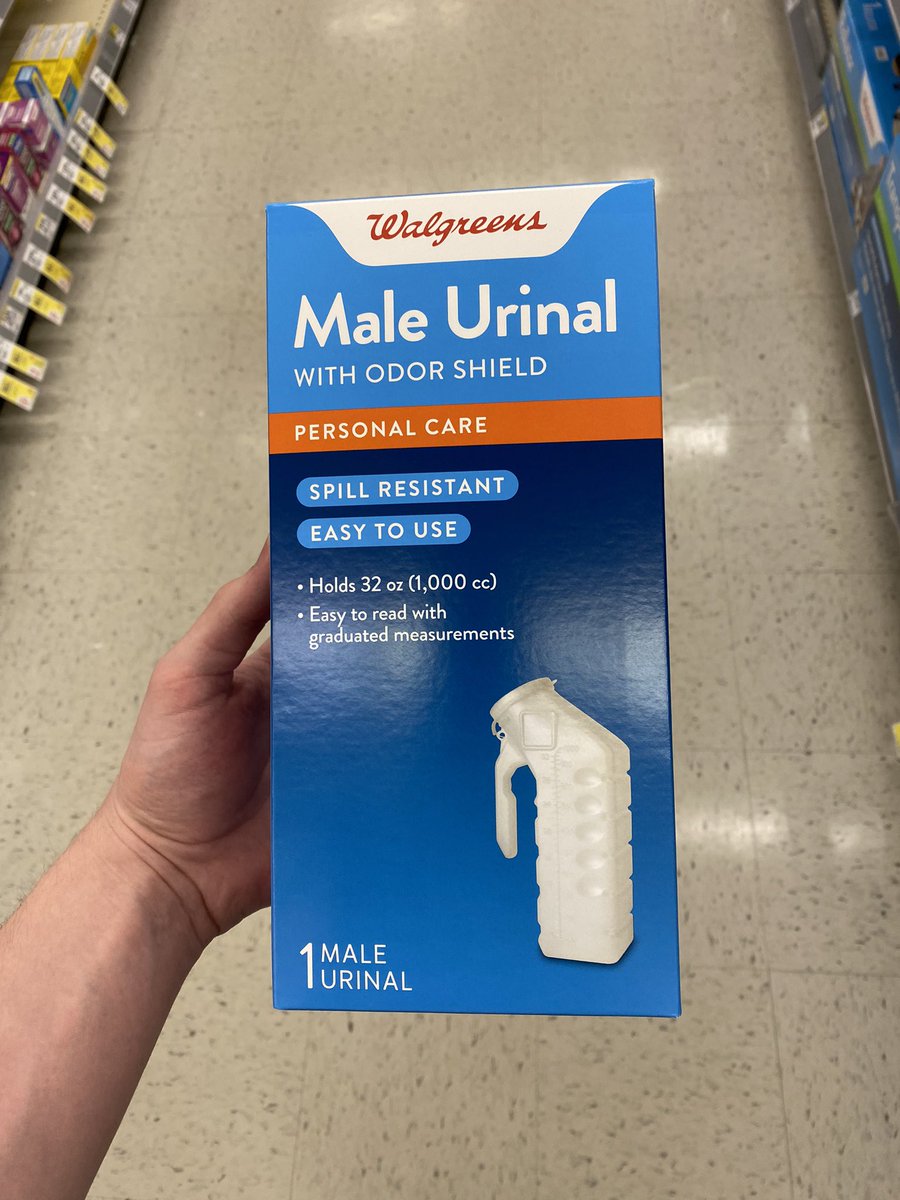 Walgreens
Male Urinal
WITH ODOR SHIELD
PERSONAL CARE
SPILL RESISTANT
EASY TO USE
• Holds 32 oz (1,000 cc)
• Easy to read with
graduated measurements
1 MALE
URINAL